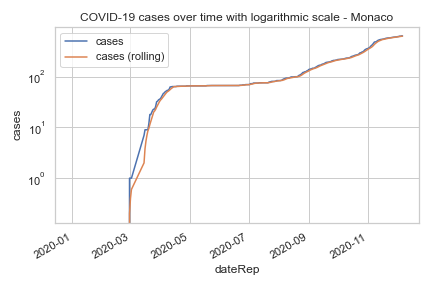 COVID-19 cases over time with logarithmic scale - Monaco
cases
cases (rolling)
10²
10¹
10⁰
cases
2020-01
2020-03
2020-05
2020-07
2020-09
2020-11
dateRep